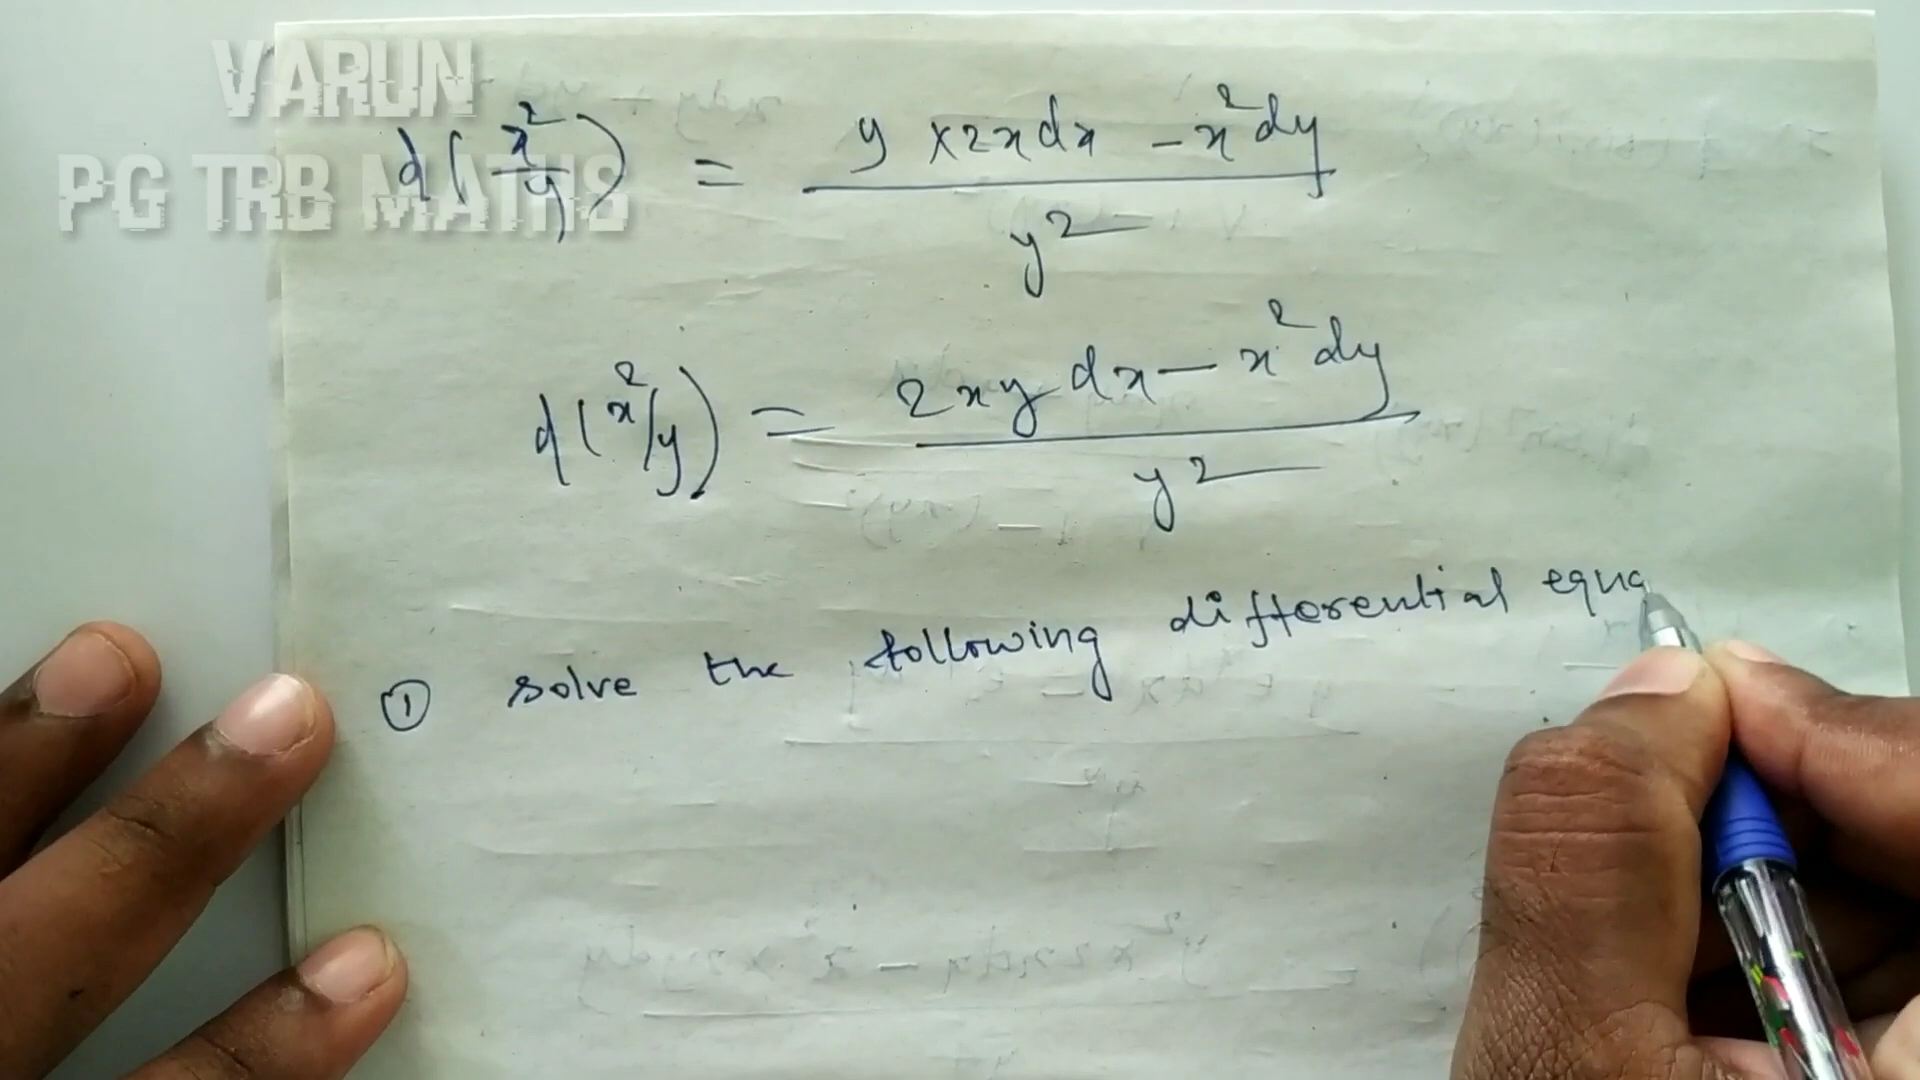 VARUN
PG TRB MATHS
d(x²/y) = (y × 2x dx − x² dy) / y²
d(x²/y) = (2xy dx − x² dy) / y²
① solve the following differential equa